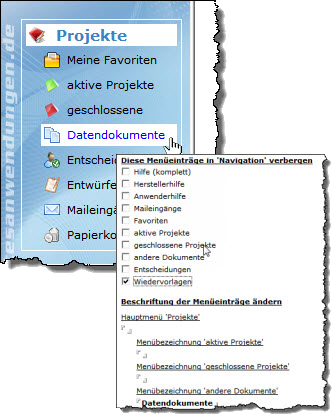 esanwendungen.de
Projekte
Meine Favoriten
aktive Projekte
geschlossene
Datendokumente
Entscheid
Entwürfe
Maileingän
Papierko
Diese Menüeinträge in 'Navigation' verbergen
Hilfe (komplett)
Herstellerhilfe
Anwenderhilfe
Maileingänge
Favoriten
aktive Projekte
geschlossene Projekte
andere Dokumente
Entscheidungen
Wiedervorlagen
Beschriftung der Menüeinträge ändern
Hauptmenü 'Projekte'
Menübezeichnung 'aktive Projekte'
Menübezeichnung 'geschlossene Projekte'
Menübezeichnung 'andere Dokumente'
Datendokumente